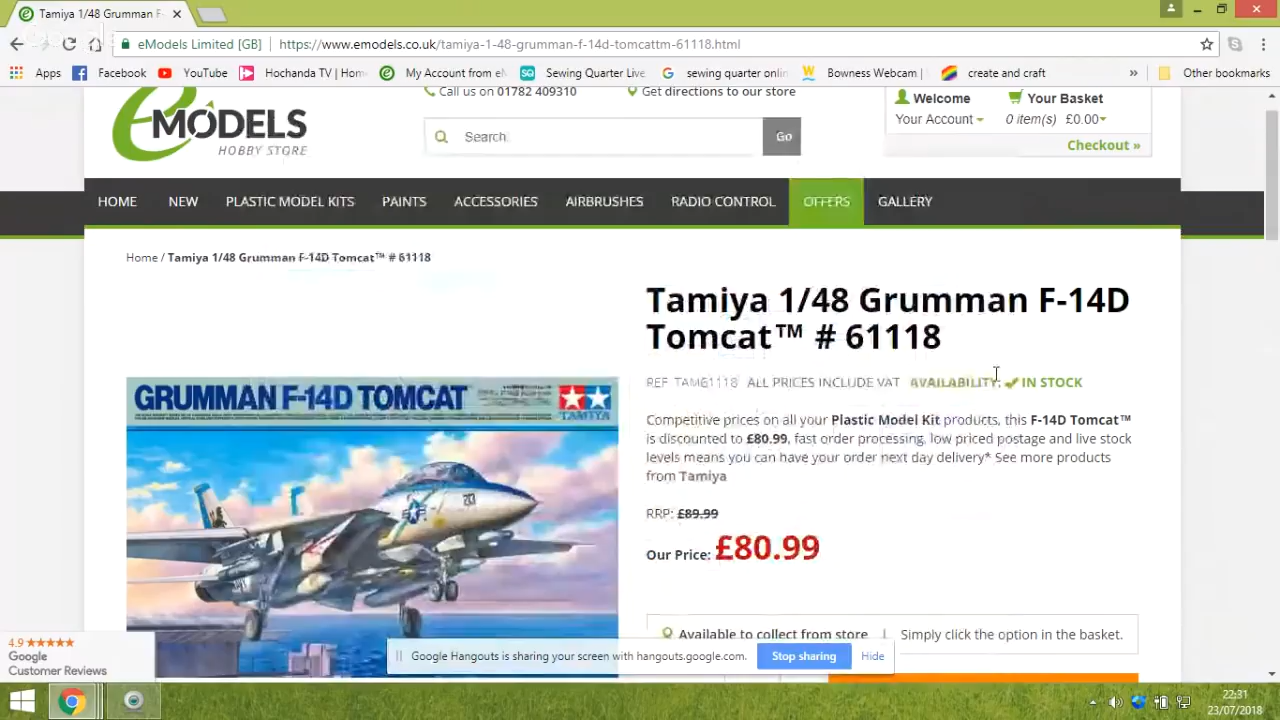 Tamiya 1/48 Grumman F-
eModels Limited [GB]
https://www.emodels.co.uk/tamiya-1-48-grumman-f-14d-tomcattm-61118.html
Apps
Facebook
YouTube
Hochanda TV | Hom
My Account from eM
SQ
Sewing Quarter Live
sewing quarter onlin
Bowness Webcam |
create and craft
»
Other bookmarks
eMODELS
HOBBY STORE
Call us on 01782 409310
Get directions to our store
Search
Go
Welcome
Your Account
Your Basket
0 item(s) £0.00
Checkout »
HOME NEW PLASTIC MODEL KITS PAINTS ACCESSORIES AIRBRUSHES RADIO CONTROL OFFERS GALLERY
Home / Tamiya 1/48 Grumman F-14D Tomcat™ # 61118
GRUMMAN F-14D TOMCAT
TAMIYA
Tamiya 1/48 Grumman F-14D
Tomcat™ # 61118
REF TAM61118 ALL PRICES INCLUDE VAT AVAILABILITY: ✔ IN STOCK
Competitive prices on all your Plastic Model Kit products, this F-14D Tomcat™
is discounted to £80.99, fast order processing, low priced postage and live stock
levels means you can have your order next day delivery* See more products
from Tamiya
RRP: £89.99
Our Price: £80.99
Available to collect from store | Simply click the option in the basket.
4.9 ★★★★★
Google
Customer Reviews
Google Hangouts is sharing your screen with hangouts.google.com.
Stop sharing
Hide
22:31
23/07/2018